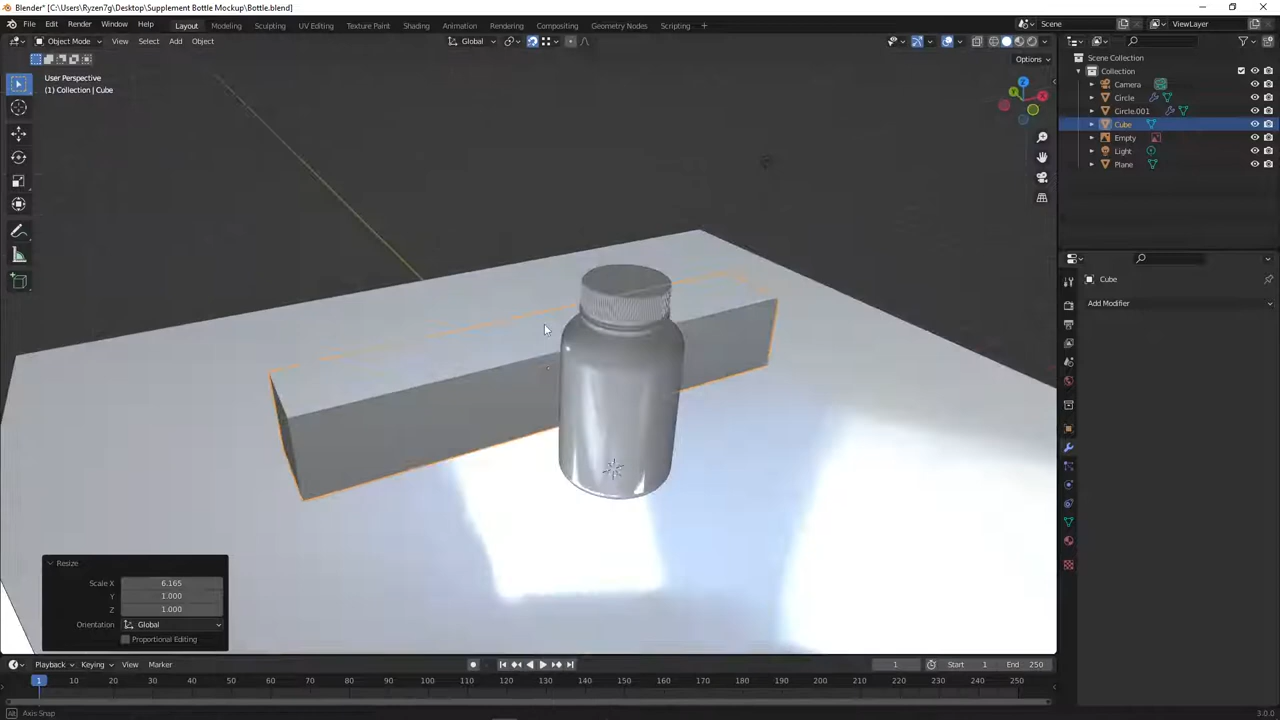 Blender* [C:\Users\Ryzen7g\Desktop\Supplement Bottle Mockup\Bottle.blend]
File Edit Render Window Help Layout Modeling Sculpting UV Editing Texture Paint Shading Animation Rendering Compositing Geometry Nodes Scripting + Scene ViewLayer
Object Mode View Select Add Object Global
Options
User Perspective
(1) Collection | Cube
Scene Collection
Collection
Camera
Circle
Circle.001
Cube
Empty
Light
Plane
Cube
Add Modifier
Resize
Scale X 6.165
Y 1.000
Z 1.000
Orientation Global
Proportional Editing
Playback Keying View Marker 1 Start 1 End 250
1 10 20 30 40 50 60 70 80 90 100 110 120 130 140 150 160 170 180 190 200 210 220 230 240 250
Axis Snap 3.0.0